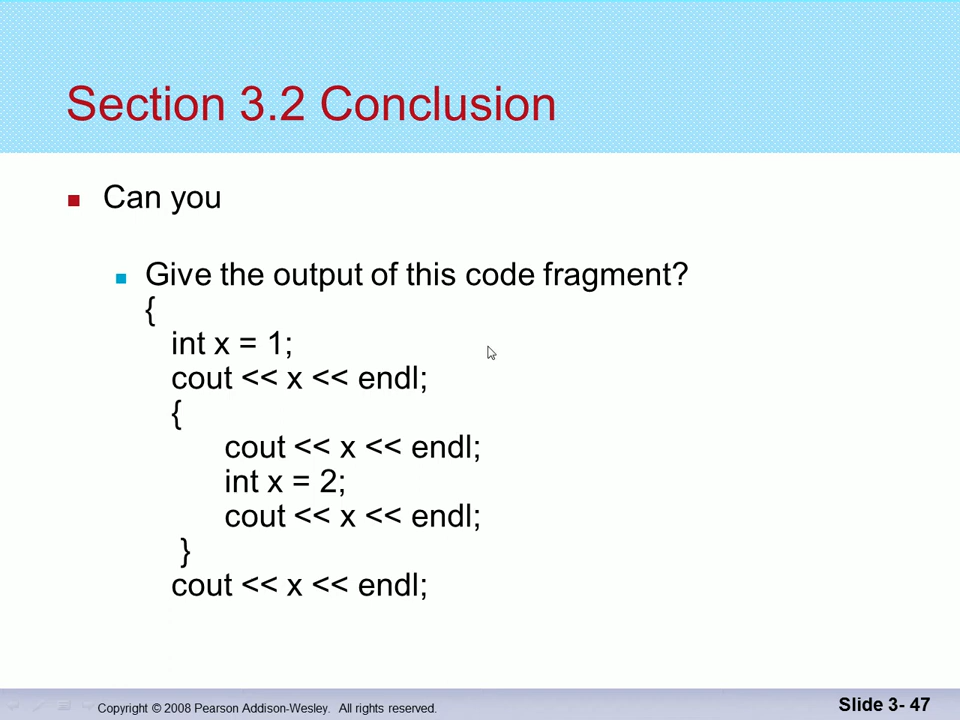 Section 3.2 Conclusion
Can you
Give the output of this code fragment?
{
int x = 1;
cout << x << endl;
{
cout << x << endl;
int x = 2;
cout << x << endl;
}
cout << x << endl;
Copyright © 2008 Pearson Addison-Wesley. All rights reserved.
Slide 3- 47